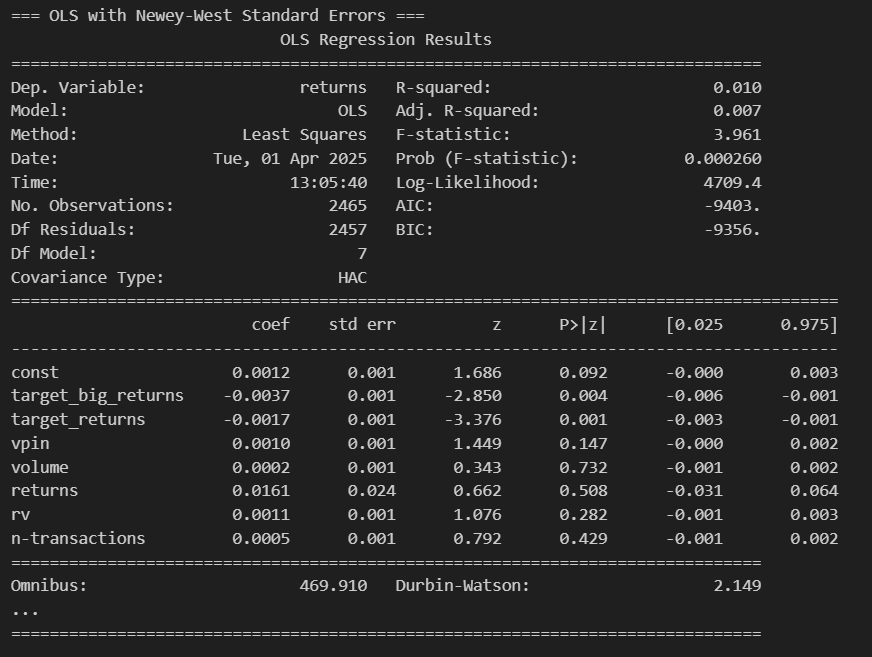 === OLS with Newey-West Standard Errors ===
                            OLS Regression Results
==============================================================================
Dep. Variable:                returns   R-squared:                       0.010
Model:                            OLS   Adj. R-squared:                  0.007
Method:                 Least Squares   F-statistic:                     3.961
Date:                Tue, 01 Apr 2025   Prob (F-statistic):           0.000260
Time:                        13:05:40   Log-Likelihood:                 4709.4
No. Observations:                2465   AIC:                            -9403.
Df Residuals:                    2457   BIC:                            -9356.
Df Model:                           7
Covariance Type:                  HAC
======================================================================================
                         coef    std err          z      P>|z|      [0.025      0.975]
--------------------------------------------------------------------------------------
const                  0.0012      0.001      1.686      0.092      -0.000       0.003
target_big_returns    -0.0037      0.001     -2.850      0.004      -0.006      -0.001
target_returns        -0.0017      0.001     -3.376      0.001      -0.003      -0.001
vpin                   0.0010      0.001      1.449      0.147      -0.000       0.002
volume                 0.0002      0.001      0.343      0.732      -0.001       0.002
returns                0.0161      0.024      0.662      0.508      -0.031       0.064
rv                     0.0011      0.001      1.076      0.282      -0.001       0.003
n-transactions         0.0005      0.001      0.792      0.429      -0.001       0.002
==============================================================================
Omnibus:                      469.910   Durbin-Watson:                   2.149
...
==============================================================================